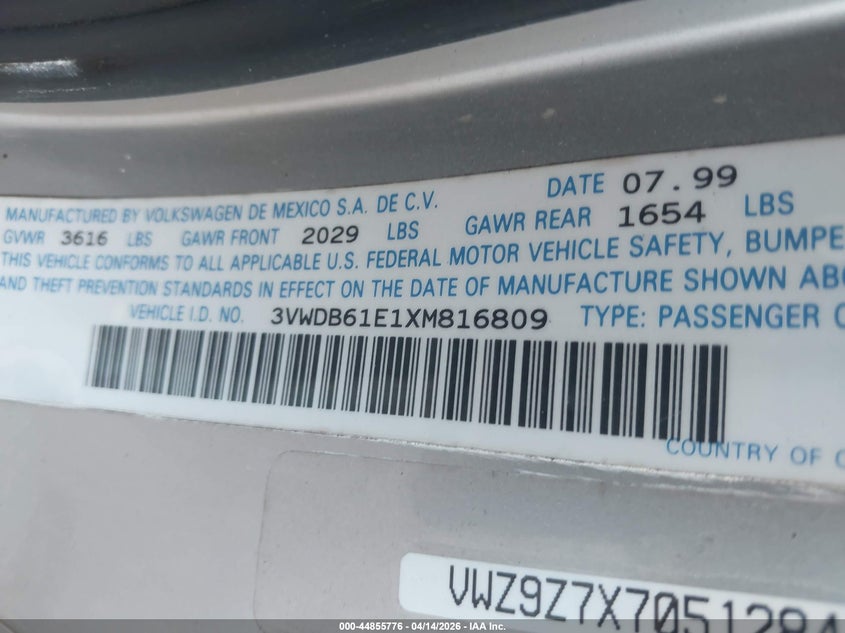 MANUFACTURED BY VOLKSWAGEN DE MEXICO S.A. DE C.V. DATE 07.99
GVWR 3616 LBS GAWR FRONT 2029 LBS GAWR REAR 1654 LBS
THIS VEHICLE CONFORMS TO ALL APPLICABLE U.S. FEDERAL MOTOR VEHICLE SAFETY, BUMPE
AND THEFT PREVENTION STANDARDS IN EFFECT ON THE DATE OF MANUFACTURE SHOWN ABO
VEHICLE I.D. NO. 3VWDB61E1XM816809 TYPE: PASSENGER C
COUNTRY OF O
VWZ9Z7X7051284
000-44855776 - 04/14/2026 - IAA Inc.